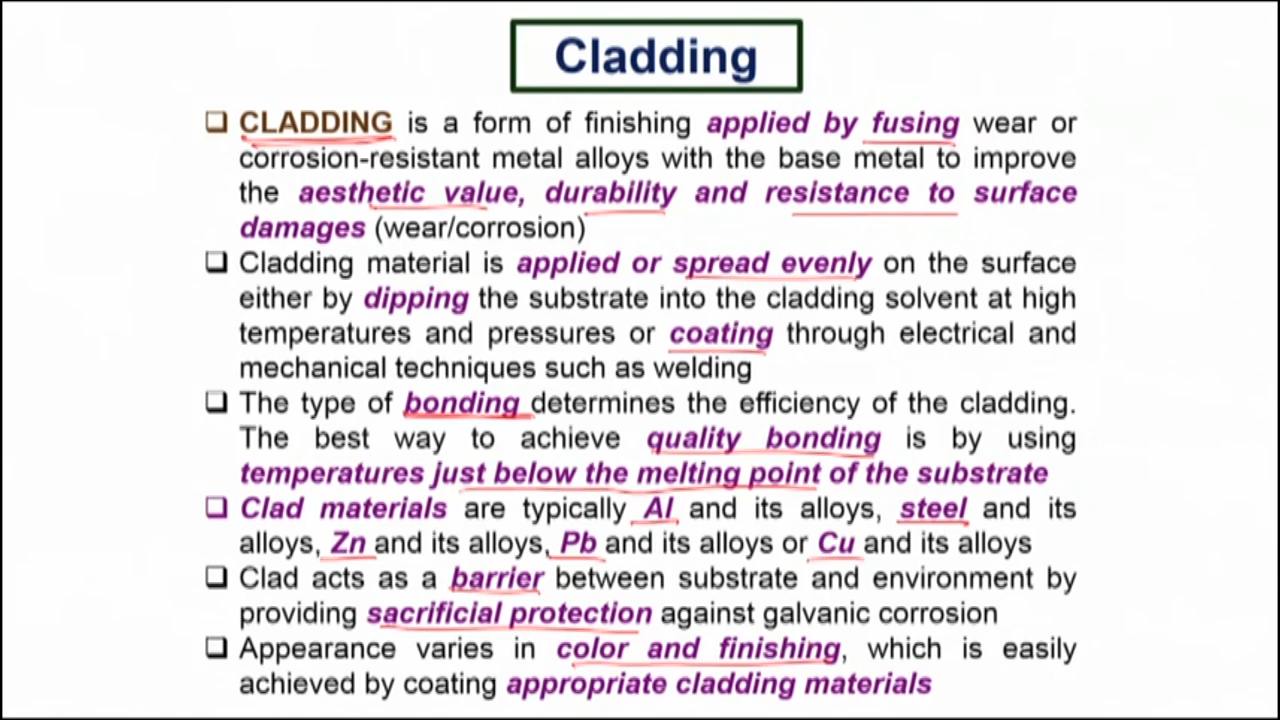 Cladding
❑ CLADDING is a form of finishing applied by fusing wear or
corrosion-resistant metal alloys with the base metal to improve
the aesthetic value, durability and resistance to surface
damages (wear/corrosion)
❑ Cladding material is applied or spread evenly on the surface
either by dipping the substrate into the cladding solvent at high
temperatures and pressures or coating through electrical and
mechanical techniques such as welding
❑ The type of bonding determines the efficiency of the cladding.
The best way to achieve quality bonding is by using
temperatures just below the melting point of the substrate
❑ Clad materials are typically Al and its alloys, steel and its
alloys, Zn and its alloys, Pb and its alloys or Cu and its alloys
❑ Clad acts as a barrier between substrate and environment by
providing sacrificial protection against galvanic corrosion
❑ Appearance varies in color and finishing, which is easily
achieved by coating appropriate cladding materials